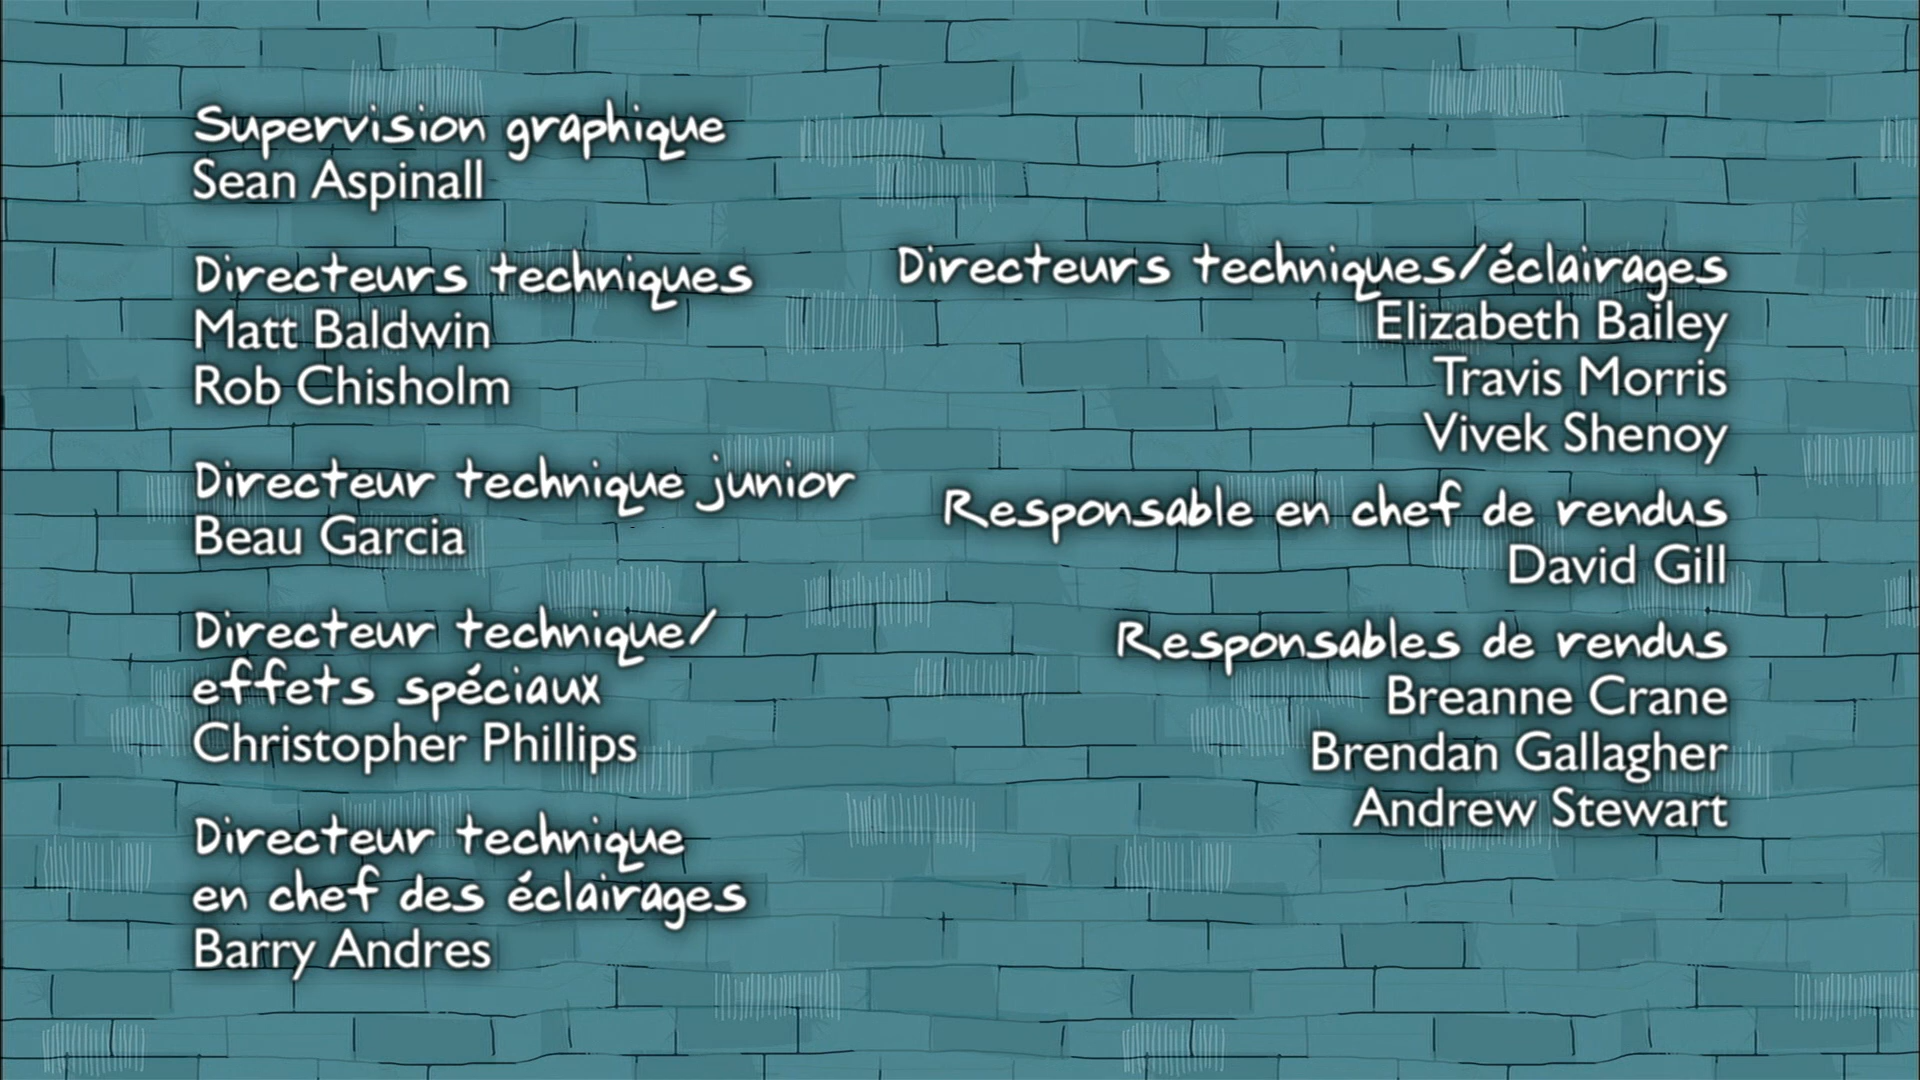 Supervision graphique
Sean Aspinall
Directeurs techniques
Matt Baldwin
Rob Chisholm
Directeur technique junior
Beau Garcia
Directeur technique/
effets spéciaux
Christopher Phillips
Directeur technique
en chef des éclairages
Barry Andres
Directeurs techniques/éclairages
Elizabeth Bailey
Travis Morris
Vivek Shenoy
Responsable en chef de rendus
David Gill
Responsables de rendus
Breanne Crane
Brendan Gallagher
Andrew Stewart